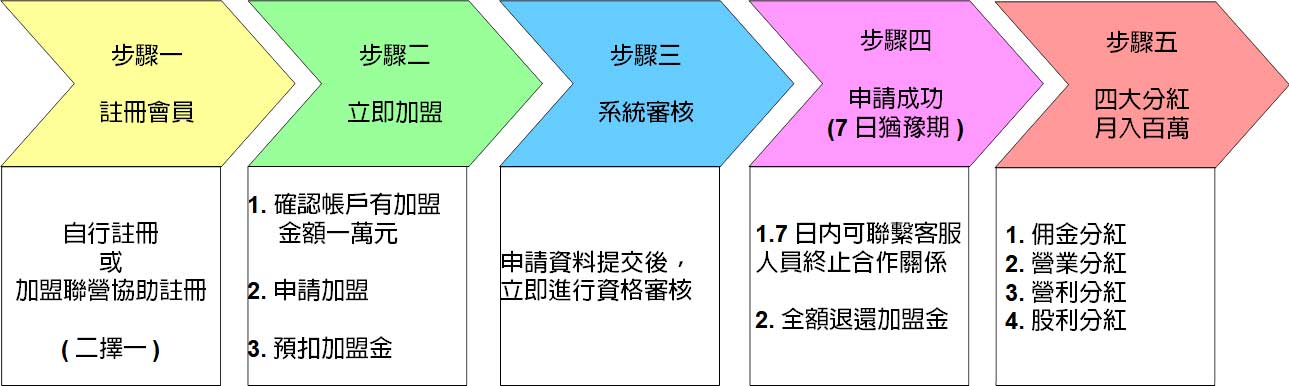 步驟一
註冊會員
自行註冊
或
加盟聯營協助註冊
( 二擇一 )
步驟二
立即加盟
1. 確認帳戶有加盟
金額一萬元
2. 申請加盟
3. 預扣加盟金
步驟三
系統審核
申請資料提交後，
立即進行資格審核
步驟四
申請成功
(7 日猶豫期 )
1.7 日內可聯繫客服
人員終止合作關係
2. 全額退還加盟金
步驟五
四大分紅
月入百萬
1. 佣金分紅
2. 營業分紅
3. 營利分紅
4. 股利分紅